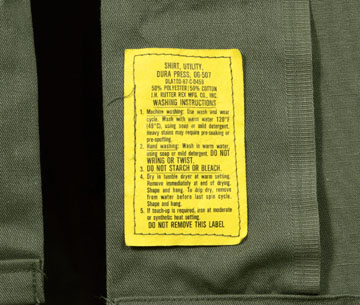 SHIRT, UTILITY,
DURA PRESS, OG-507
DLA100-82-C-0458
50% POLYESTER/50% COTTON
J.H. RUTTER REX MFG. CO., INC.
WASHING INSTRUCTIONS
1. Machine washing: Use wash and wear
cycle. Wash with warm water 120°F
(49°C), using soap or mild detergent.
Heavy stains may require pre-soaking or
pre-spotting.
2. Hand washing: Wash in warm water,
using soap or mild detergent. DO NOT
WRING OR TWIST.
3. DO NOT STARCH OR BLEACH.
4. Dry in tumble dryer at warm setting.
Remove immediately at end of drying.
Shape and hang. To drip dry, remove
from water before last spin cycle.
Shape and hang.
5. If touch-up is required, iron at moderate
or synthetic heat setting.
DO NOT REMOVE THIS LABEL